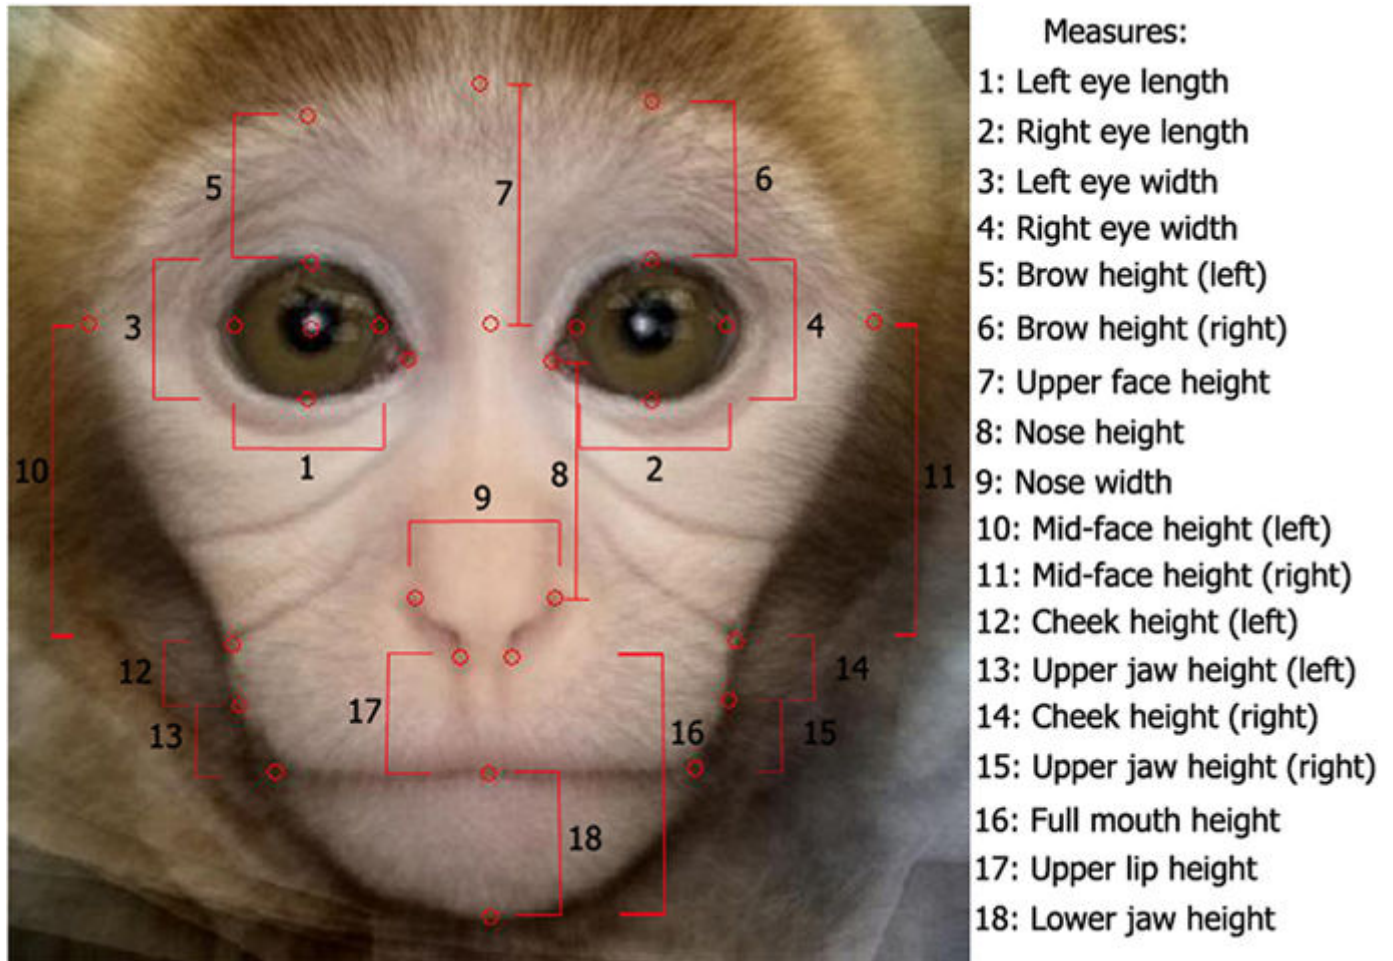 Measures:
1: Left eye length
2: Right eye length
3: Left eye width
4: Right eye width
5: Brow height (left)
6: Brow height (right)
7: Upper face height
8: Nose height
9: Nose width
10: Mid-face height (left)
11: Mid-face height (right)
12: Cheek height (left)
13: Upper jaw height (left)
14: Cheek height (right)
15: Upper jaw height (right)
16: Full mouth height
17: Upper lip height
18: Lower jaw height
5
7
6
3
4
10
1
8
2
11
9
12
14
17
13
16
15
18